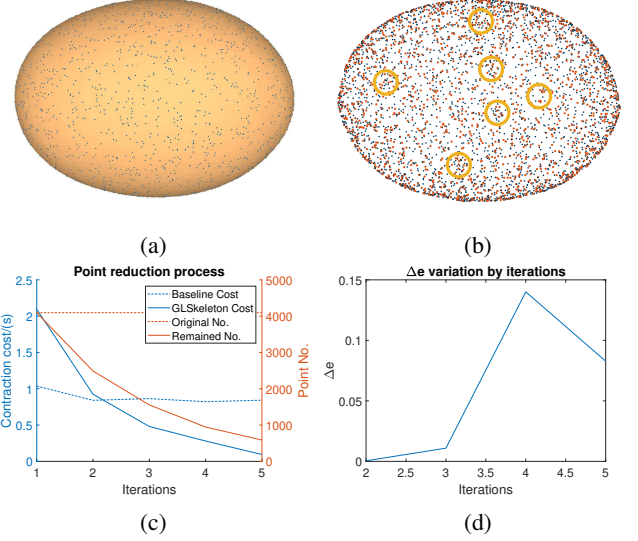 (a)
(b)
Point reduction process
2.5
2
1.5
1
0.5
0
Contraction cost/(s)
Baseline Cost
GLSkeleton Cost
Original No.
Remained No.
5000
4000
3000
2000
1000
0
Point No.
1 2 3 4 5
Iterations
(c)
Δe variation by iterations
0.15
0.1
0.05
0
Δe
2 2.5 3 3.5 4 4.5 5
Iterations
(d)